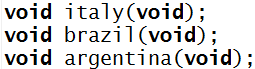 void italy(void);
void brazil(void);
void argentina(void);